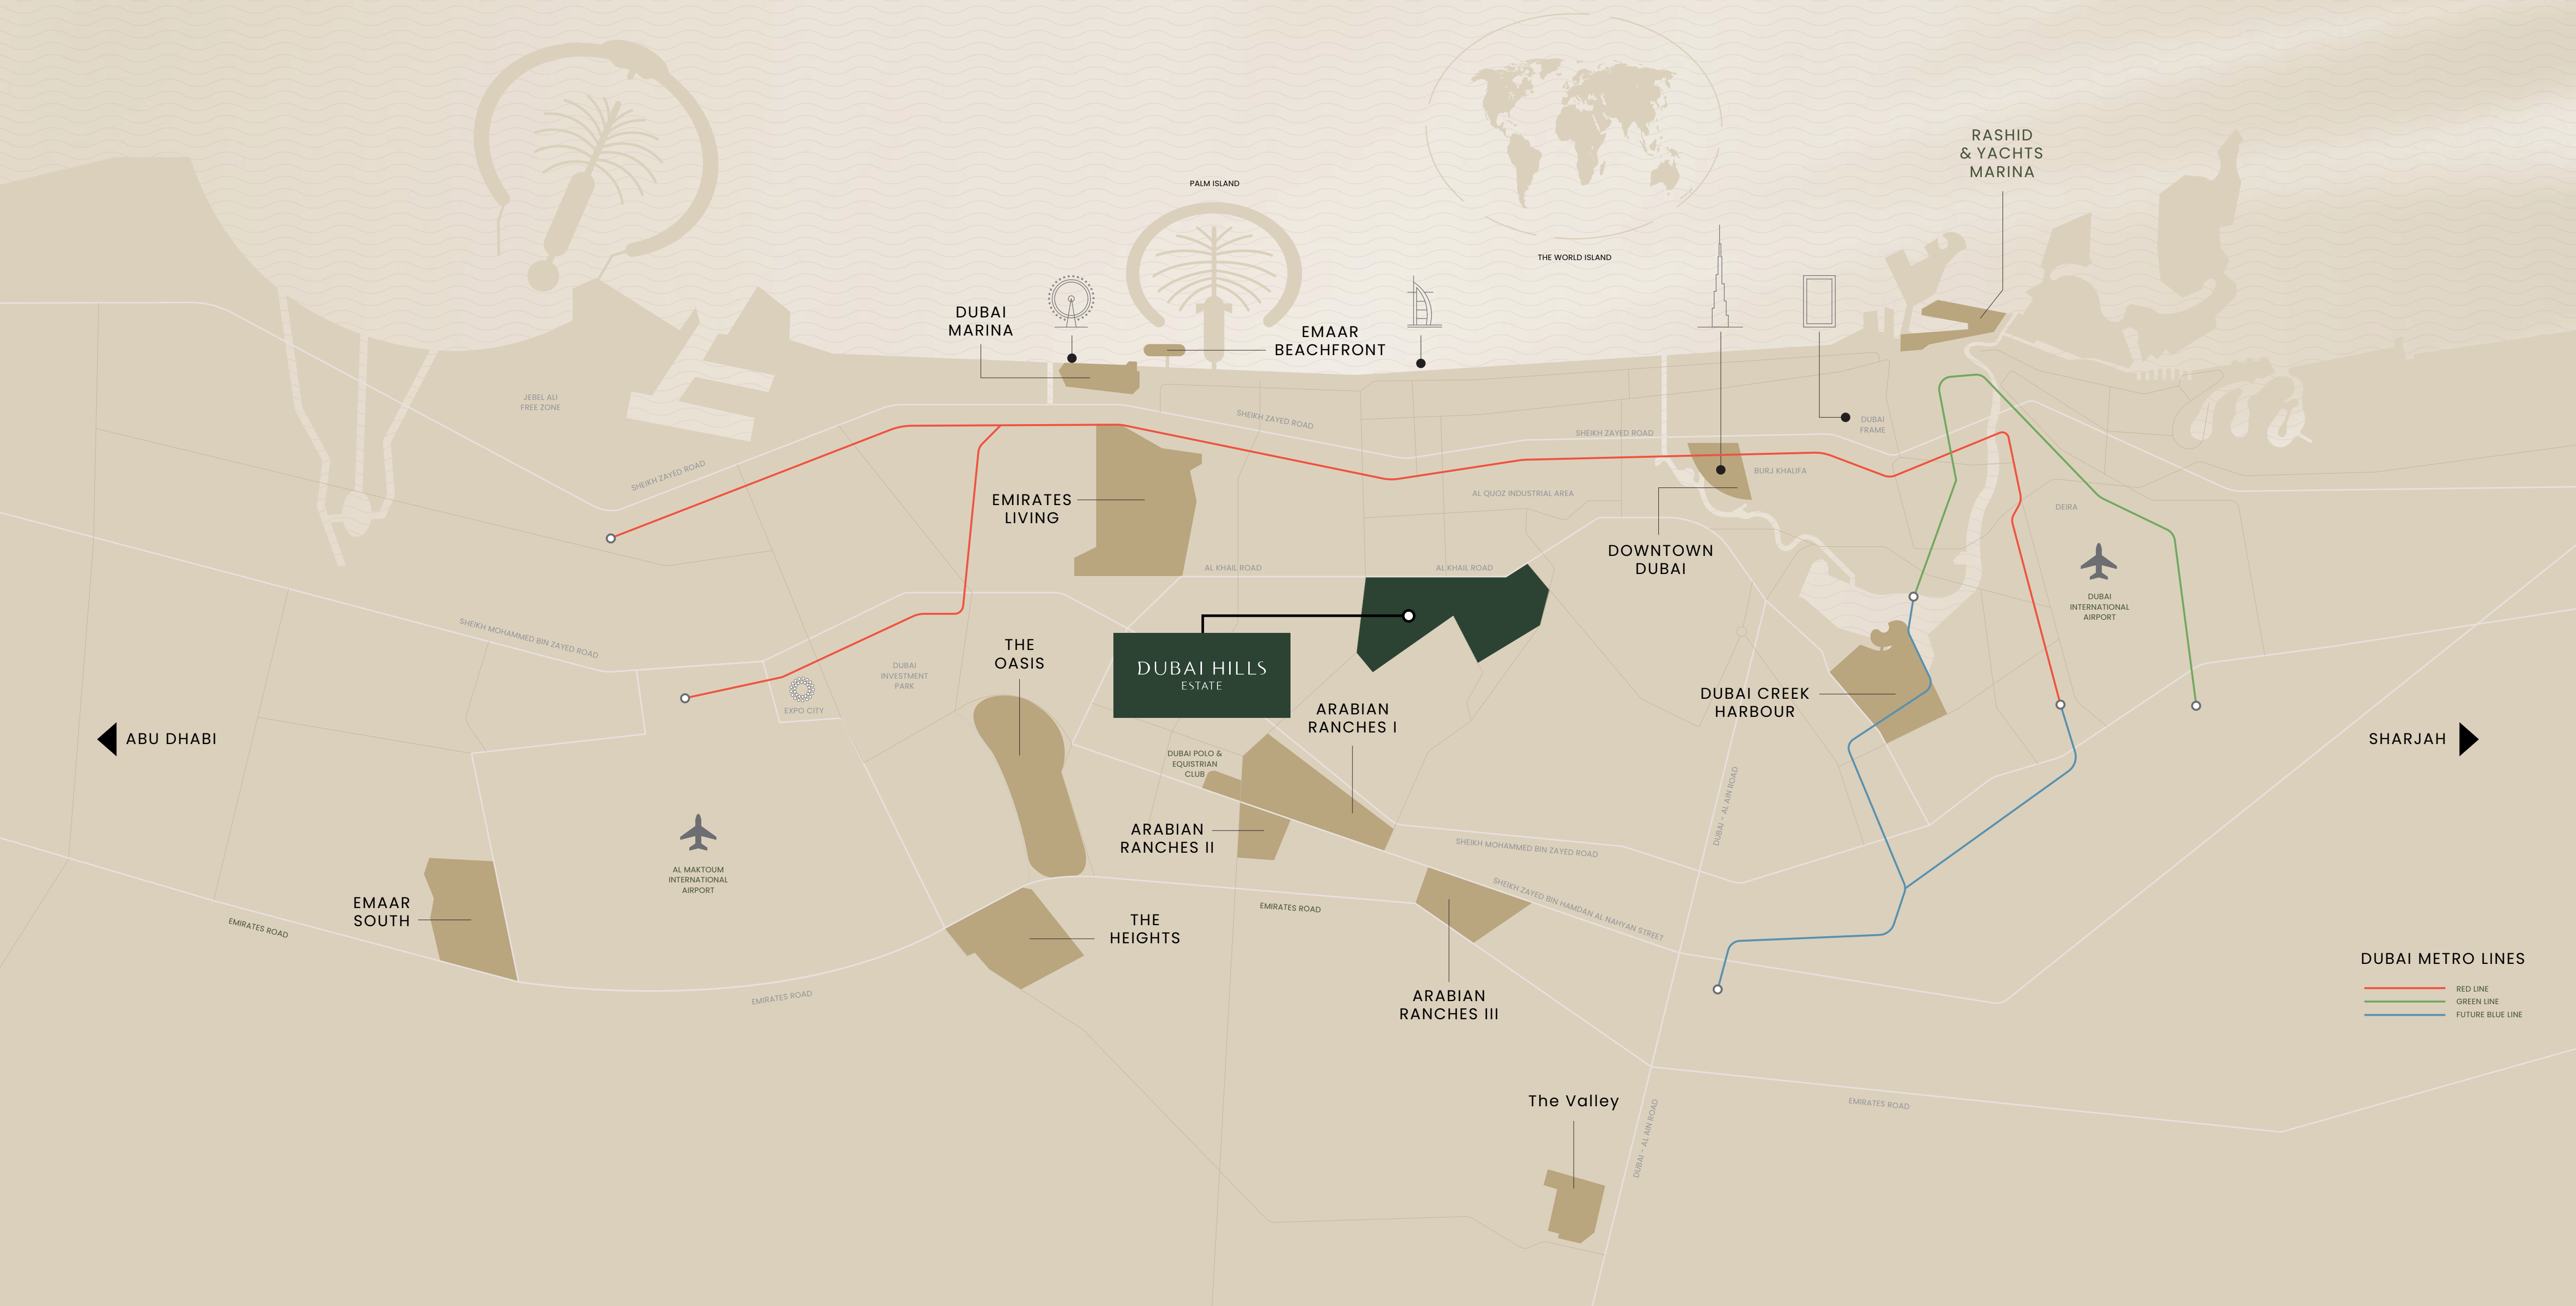 RASHID
& YACHTS
MARINA
PALM ISLAND
THE WORLD ISLAND
DUBAI
MARINA
EMAAR
BEACHFRONT
JEBEL ALI
FREE ZONE
SHEIKH ZAYED ROAD
SHEIKH ZAYED ROAD
SHEIKH ZAYED ROAD
DUBAI
FRAME
BURJ KHALIFA
AL QUOZ INDUSTRIAL AREA
EMIRATES
LIVING
DEIRA
DOWNTOWN
DUBAI
AL KHAIL ROAD
AL KHAIL ROAD
DUBAI
INTERNATIONAL
AIRPORT
SHEIKH MOHAMMED BIN ZAYED ROAD
THE
OASIS
DUBAI
INVESTMENT
PARK
DUBAI HILLS
ESTATE
EXPO CITY
ARABIAN
RANCHES I
DUBAI CREEK
HARBOUR
ABU DHABI
SHARJAH
DUBAI POLO &
EQUISTRIAN
CLUB
DUBAI - AL AIN ROAD
ARABIAN
RANCHES II
SHEIKH MOHAMMED BIN ZAYED ROAD
AL MAKTOUM
INTERNATIONAL
AIRPORT
SHEIKH ZAYED BIN HAMDAN AL NAHYAN STREET
EMAAR
SOUTH
EMIRATES ROAD
EMIRATES ROAD
THE
HEIGHTS
EMIRATES ROAD
ARABIAN
RANCHES III
DUBAI METRO LINES
RED LINE
GREEN LINE
FUTURE BLUE LINE
The Valley
EMIRATES ROAD
DUBAI - AL AIN ROAD